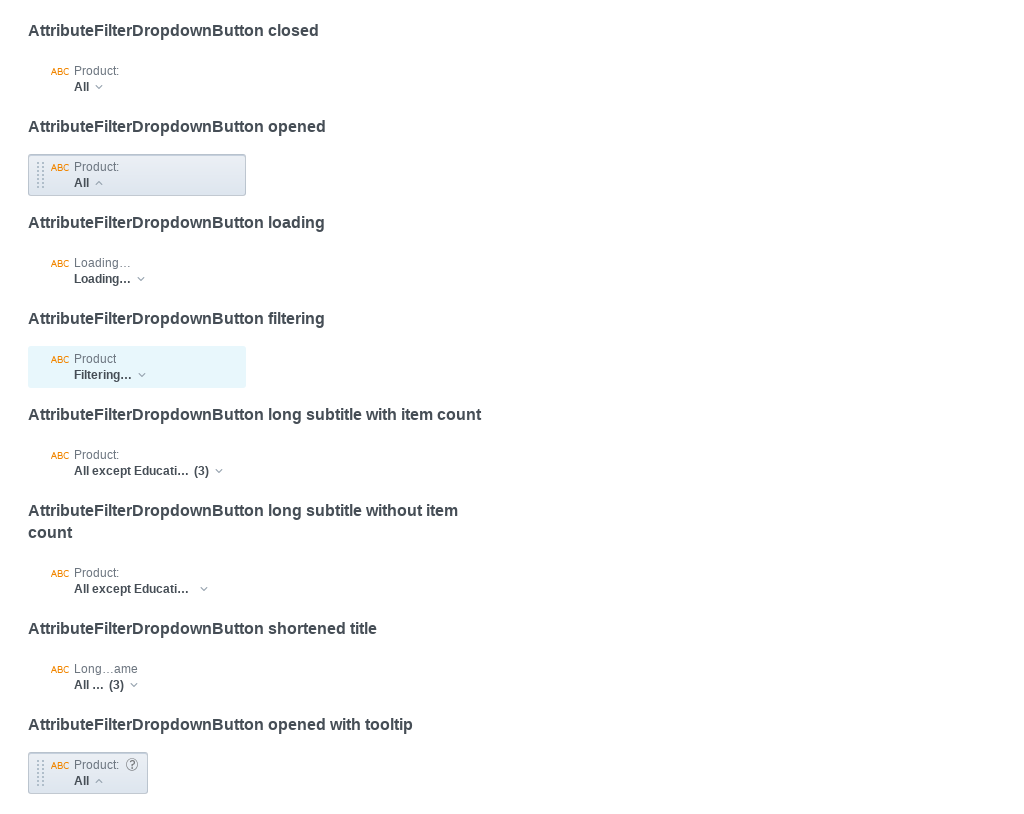 AttributeFilterDropdownButton closed
ABC Product:
All
AttributeFilterDropdownButton opened
ABC Product:
All
AttributeFilterDropdownButton loading
ABC Loading…
Loading…
AttributeFilterDropdownButton filtering
ABC Product
Filtering…
AttributeFilterDropdownButton long subtitle with item count
ABC Product:
All except Educati… (3)
AttributeFilterDropdownButton long subtitle without item
count
ABC Product:
All except Educati…
AttributeFilterDropdownButton shortened title
ABC Long…ame
All … (3)
AttributeFilterDropdownButton opened with tooltip
ABC Product: ?
All